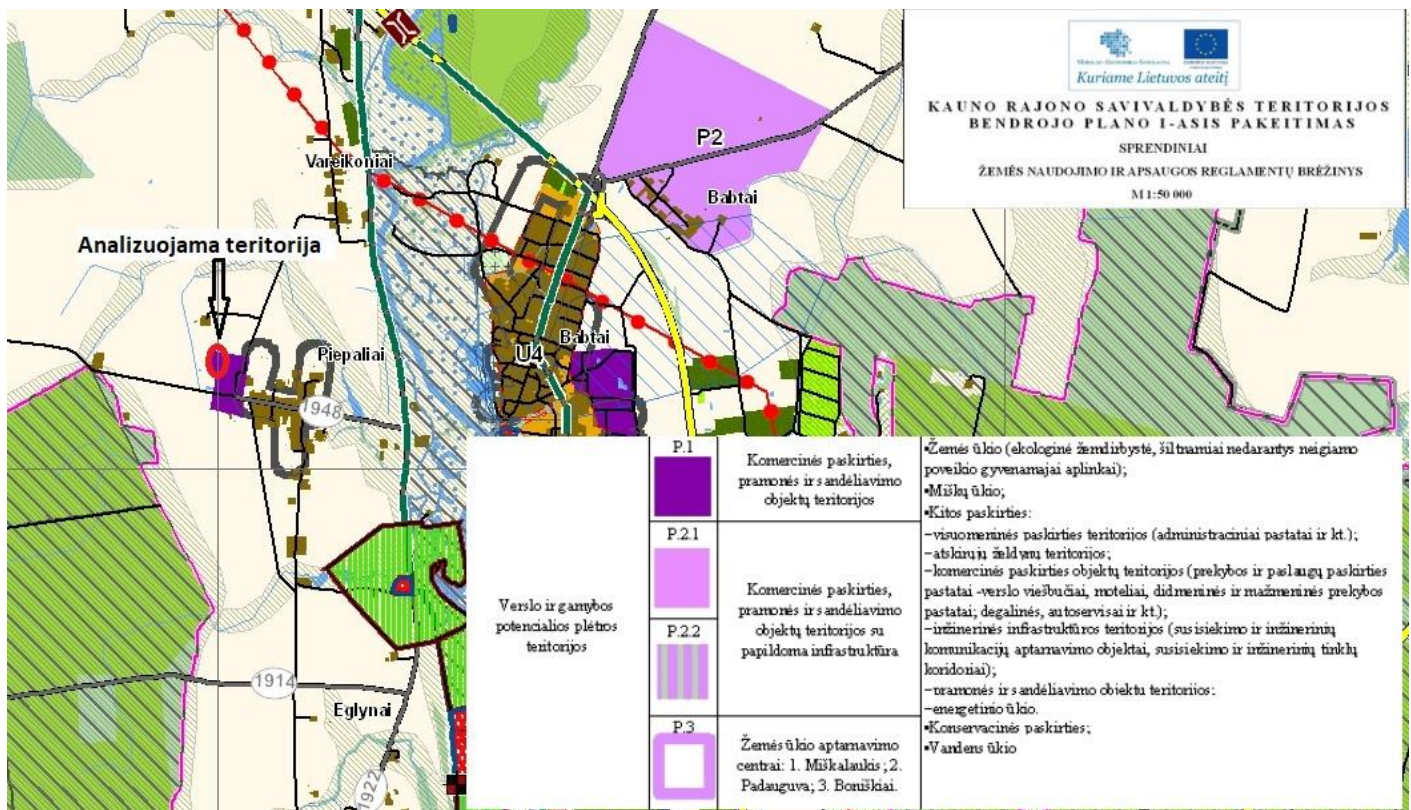 Kuriame Lietuvos ateitį
KAUNO RAJONO SAVIVALDYBĖS TERITORIJOS
BENDROJO PLANO I-ASIS PAKEITIMAS
SPRENDINIAI
ŽEMĖS NAUDOJIMO IR APSAUGOS REGLAMENTŲ BRĖŽINYS
M 1:50 000
P2
Vareikoniai
Babtai
Analizuojama teritorija
Piepaliai
Babtai
U4
1948
1914
Eglynai
1922
Verslo ir gamybos
potencialios plėtros
teritorijos
P.1
Komercinės paskirties,
pramonės ir sandėliavimo
objektų teritorijos
P.2.1
P.2.2
Komercinės paskirties,
pramonės ir sandėliavimo
objektų teritorijos su
papildoma infrastruktūra
P.3
Žemės ūkio aptarnavimo
centrai: 1. Miškalaukis; 2.
Padauguva; 3. Boniškiai.
▪Žemės ūkio (ekologinė žemdirbystė, šiltnamiai nedarantys neigiamo
poveikio gyvenamajai aplinkai);
▪Miškų ūkio;
▪Kitos paskirties:
–visuomeninės paskirties teritorijos (administraciniai pastatai ir kt.);
–atskirųjų želdynų teritorijos;
–komercinės paskirties objektų teritorijos (prekybos ir paslaugų paskirties
pastatai -verslo viešbučiai, moteliai, didmeninės ir mažmeninės prekybos
pastatai; degalinės, autoservisai ir kt.);
–inžinerinės infrastruktūros teritorijos (susisiekimo ir inžinerinių
komunikacijų aptarnavimo objektai, susisiekimo ir inžinerinių tinklų
koridoriai);
–pramonės ir sandėliavimo objektu teritorijos;
–energetinio ūkio.
▪Konservacinės paskirties;
▪Vandens ūkio